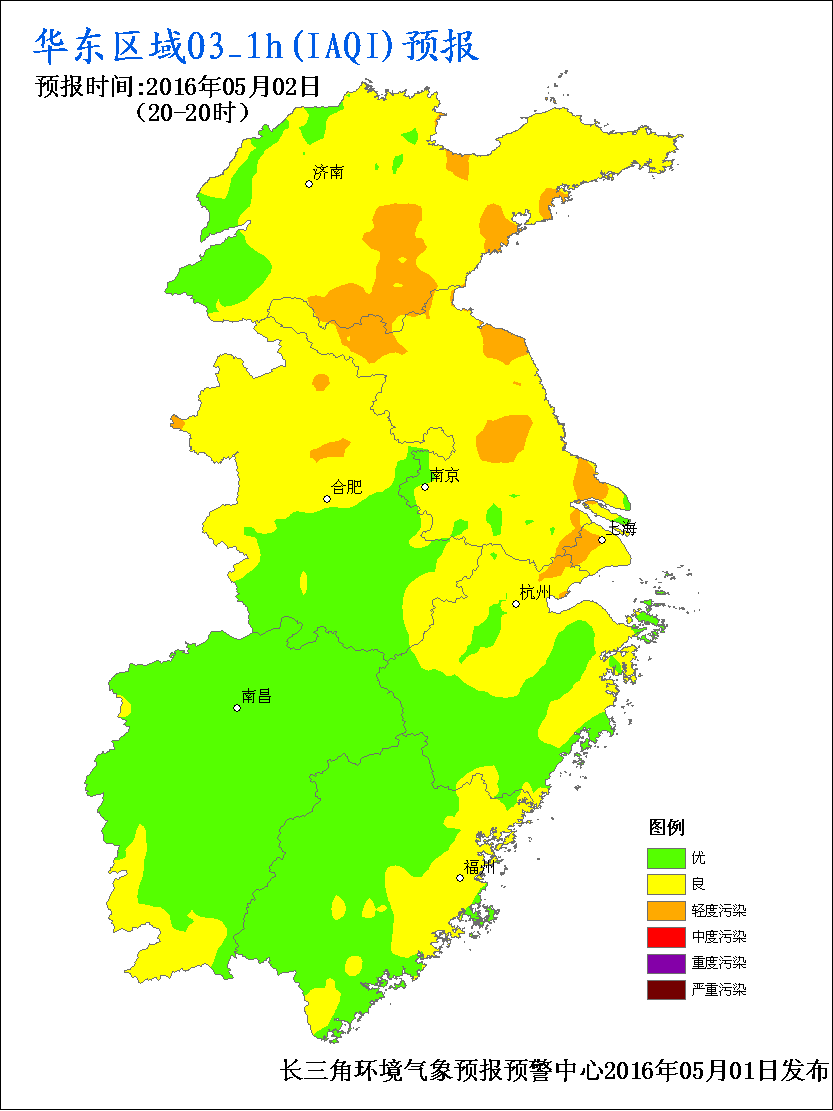 华东区域O3_1h(IAQI)预报
预报时间:2016年05月02日
（20-20时）
济南
合肥
南京
上海
杭州
南昌
福州
图例
优
良
轻度污染
中度污染
重度污染
严重污染
长三角环境气象预报预警中心2016年05月01日发布